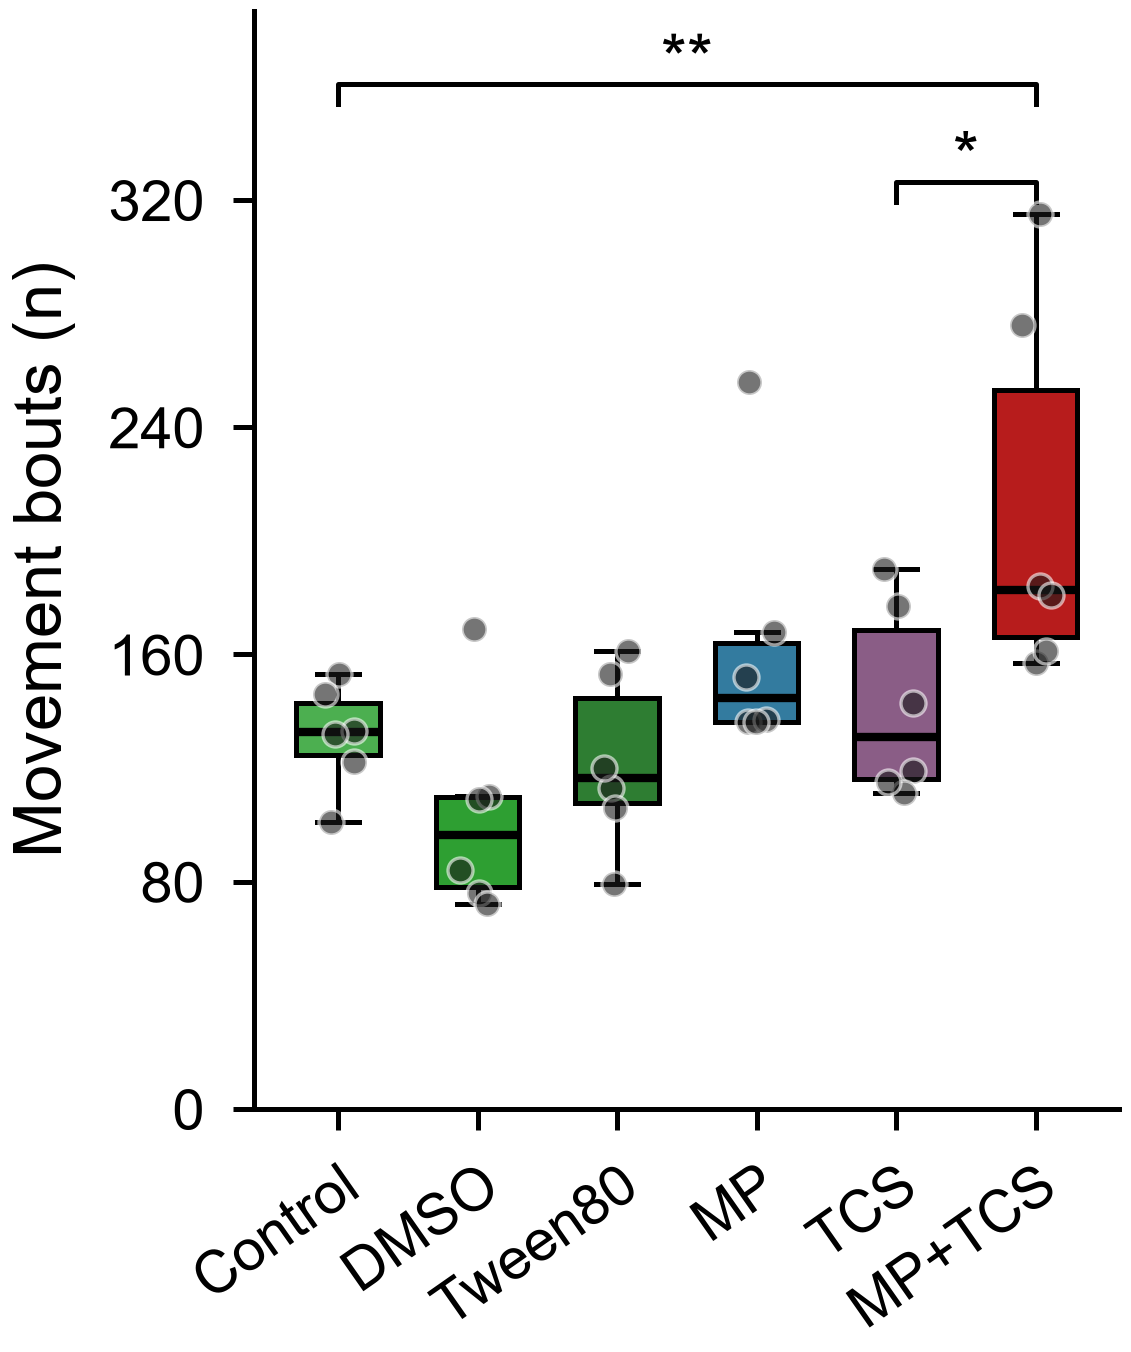 **
*
Movement bouts (n)
320
240
160
80
0
Control
DMSO
Tween80
MP
TCS
MP+TCS